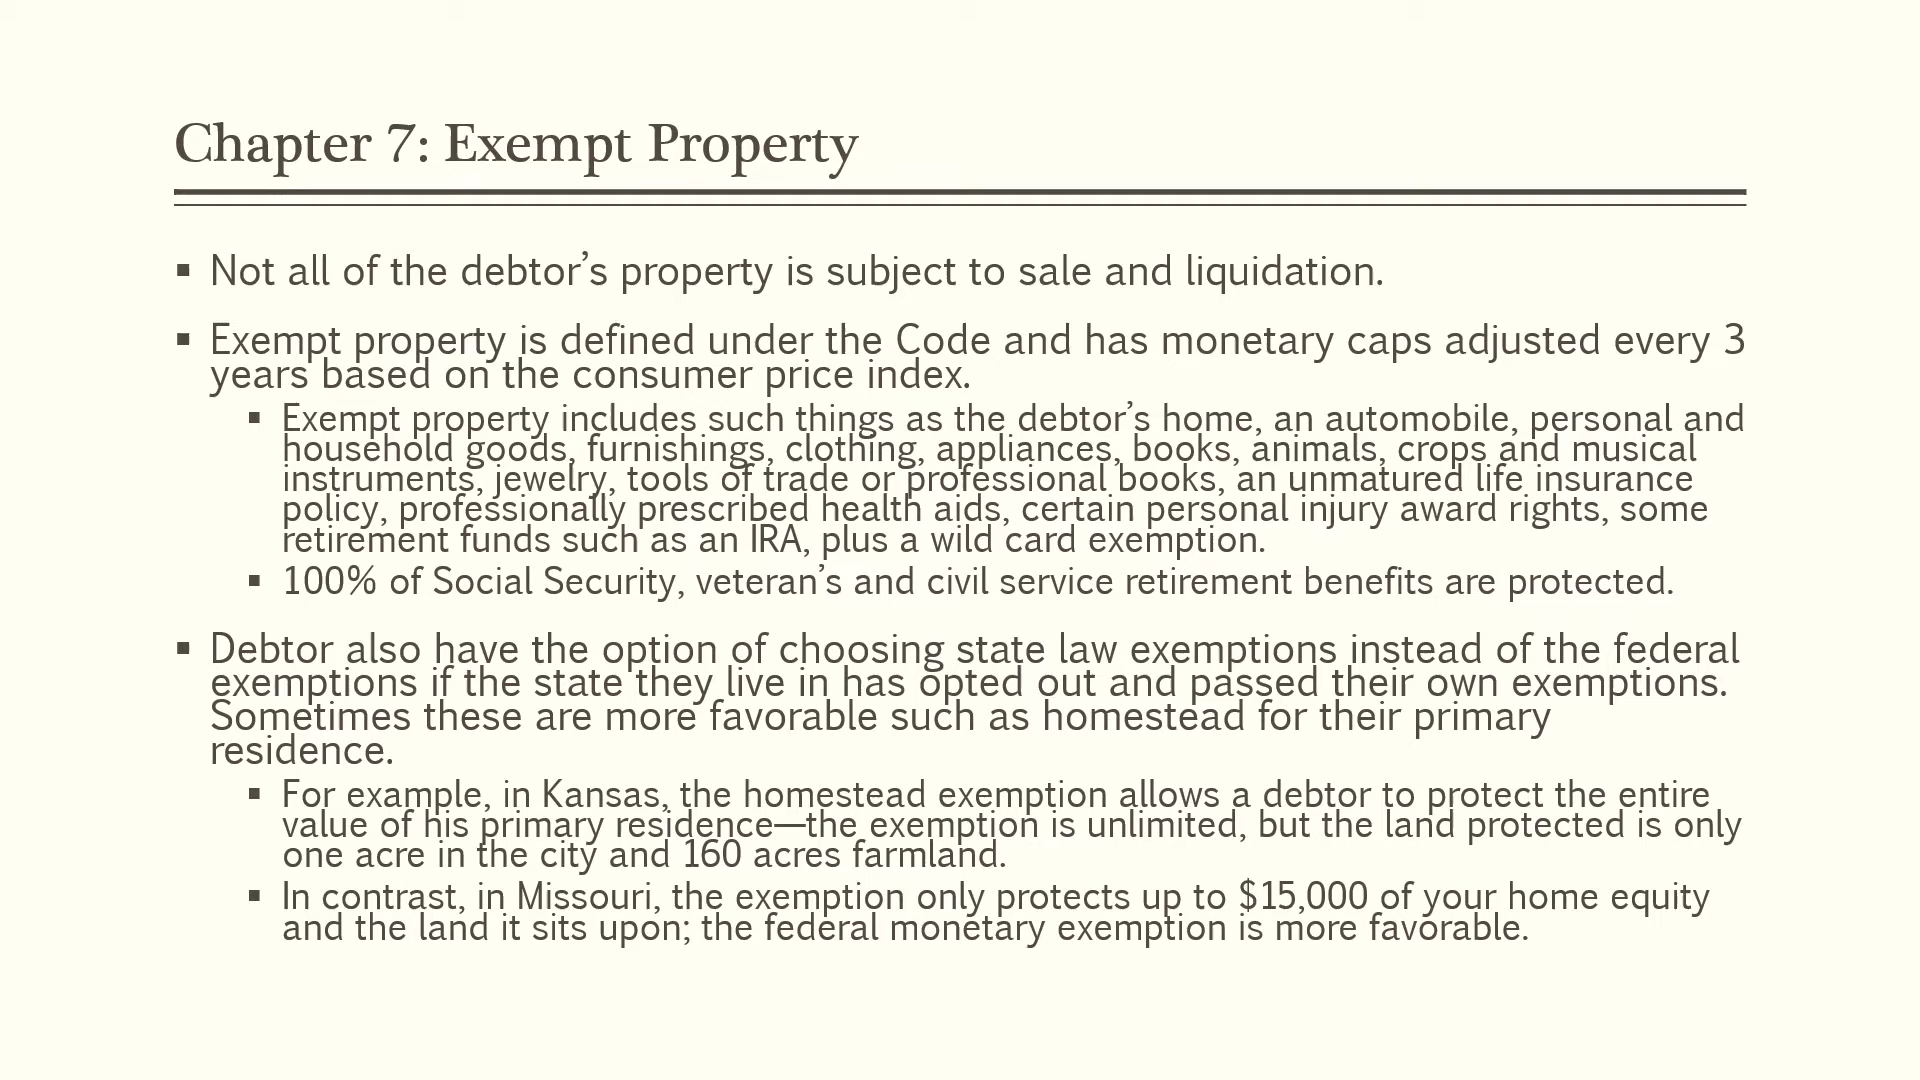 Chapter 7: Exempt Property
▪ Not all of the debtor’s property is subject to sale and liquidation.
▪ Exempt property is defined under the Code and has monetary caps adjusted every 3
years based on the consumer price index.
▪ Exempt property includes such things as the debtor’s home, an automobile, personal and
household goods, furnishings, clothing, appliances, books, animals, crops and musical
instruments, jewelry, tools of trade or professional books, an unmatured life insurance
policy, professionally prescribed health aids, certain personal injury award rights, some
retirement funds such as an IRA, plus a wild card exemption.
▪ 100% of Social Security, veteran’s and civil service retirement benefits are protected.
▪ Debtor also have the option of choosing state law exemptions instead of the federal
exemptions if the state they live in has opted out and passed their own exemptions.
Sometimes these are more favorable such as homestead for their primary
residence.
▪ For example, in Kansas, the homestead exemption allows a debtor to protect the entire
value of his primary residence—the exemption is unlimited, but the land protected is only
one acre in the city and 160 acres farmland.
▪ In contrast, in Missouri, the exemption only protects up to $15,000 of your home equity
and the land it sits upon; the federal monetary exemption is more favorable.